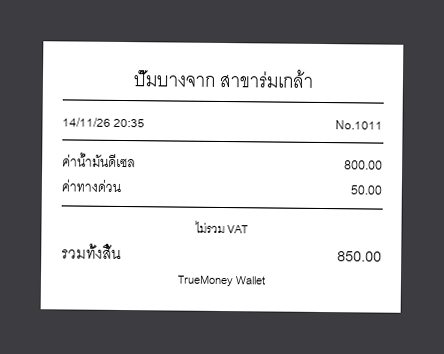 ปั๊มบางจาก สาขาร่มเกล้า
14/11/26 20:35 No.1011
ค่าน้ำมันดีเซล 800.00
ค่าทางด่วน 50.00
ไม่รวม VAT
รวมทั้งสิ้น 850.00
TrueMoney Wallet